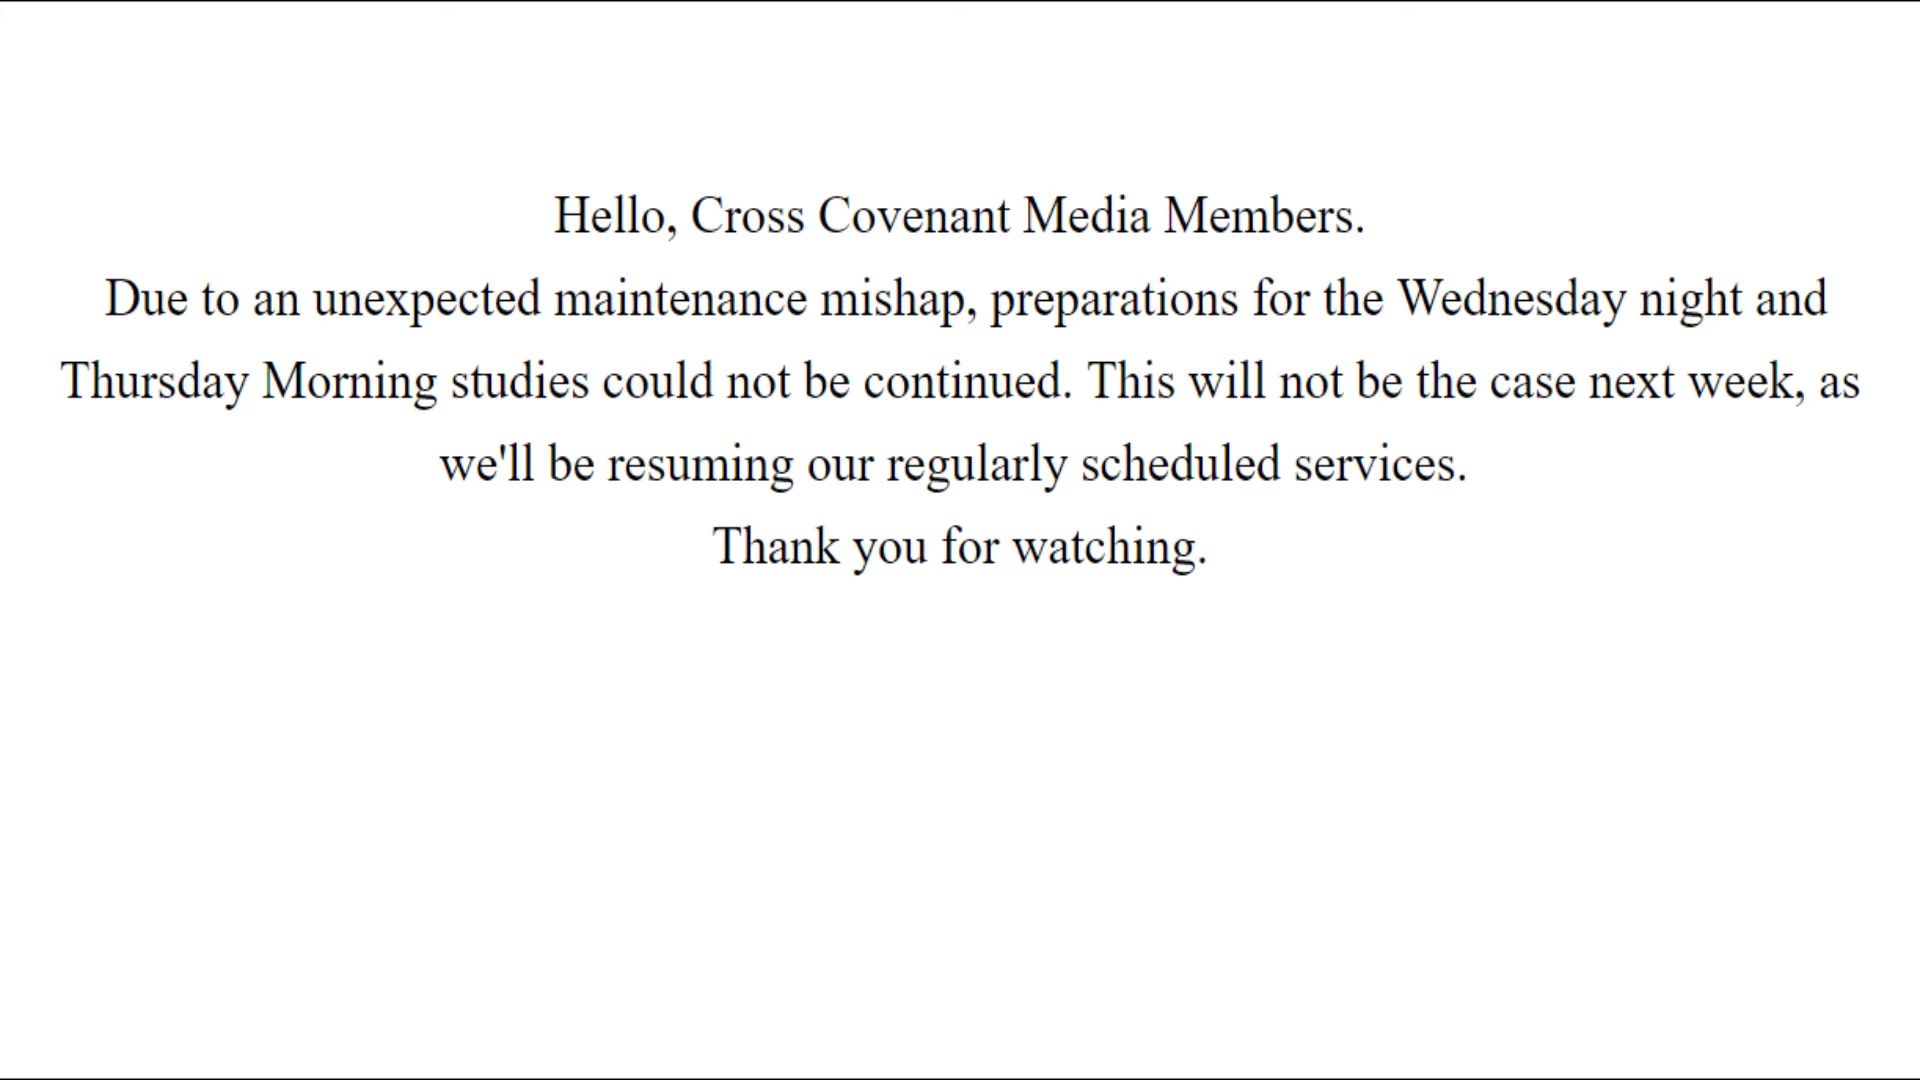 Hello, Cross Covenant Media Members.
Due to an unexpected maintenance mishap, preparations for the Wednesday night and
Thursday Morning studies could not be continued. This will not be the case next week, as
we'll be resuming our regularly scheduled services.
Thank you for watching.